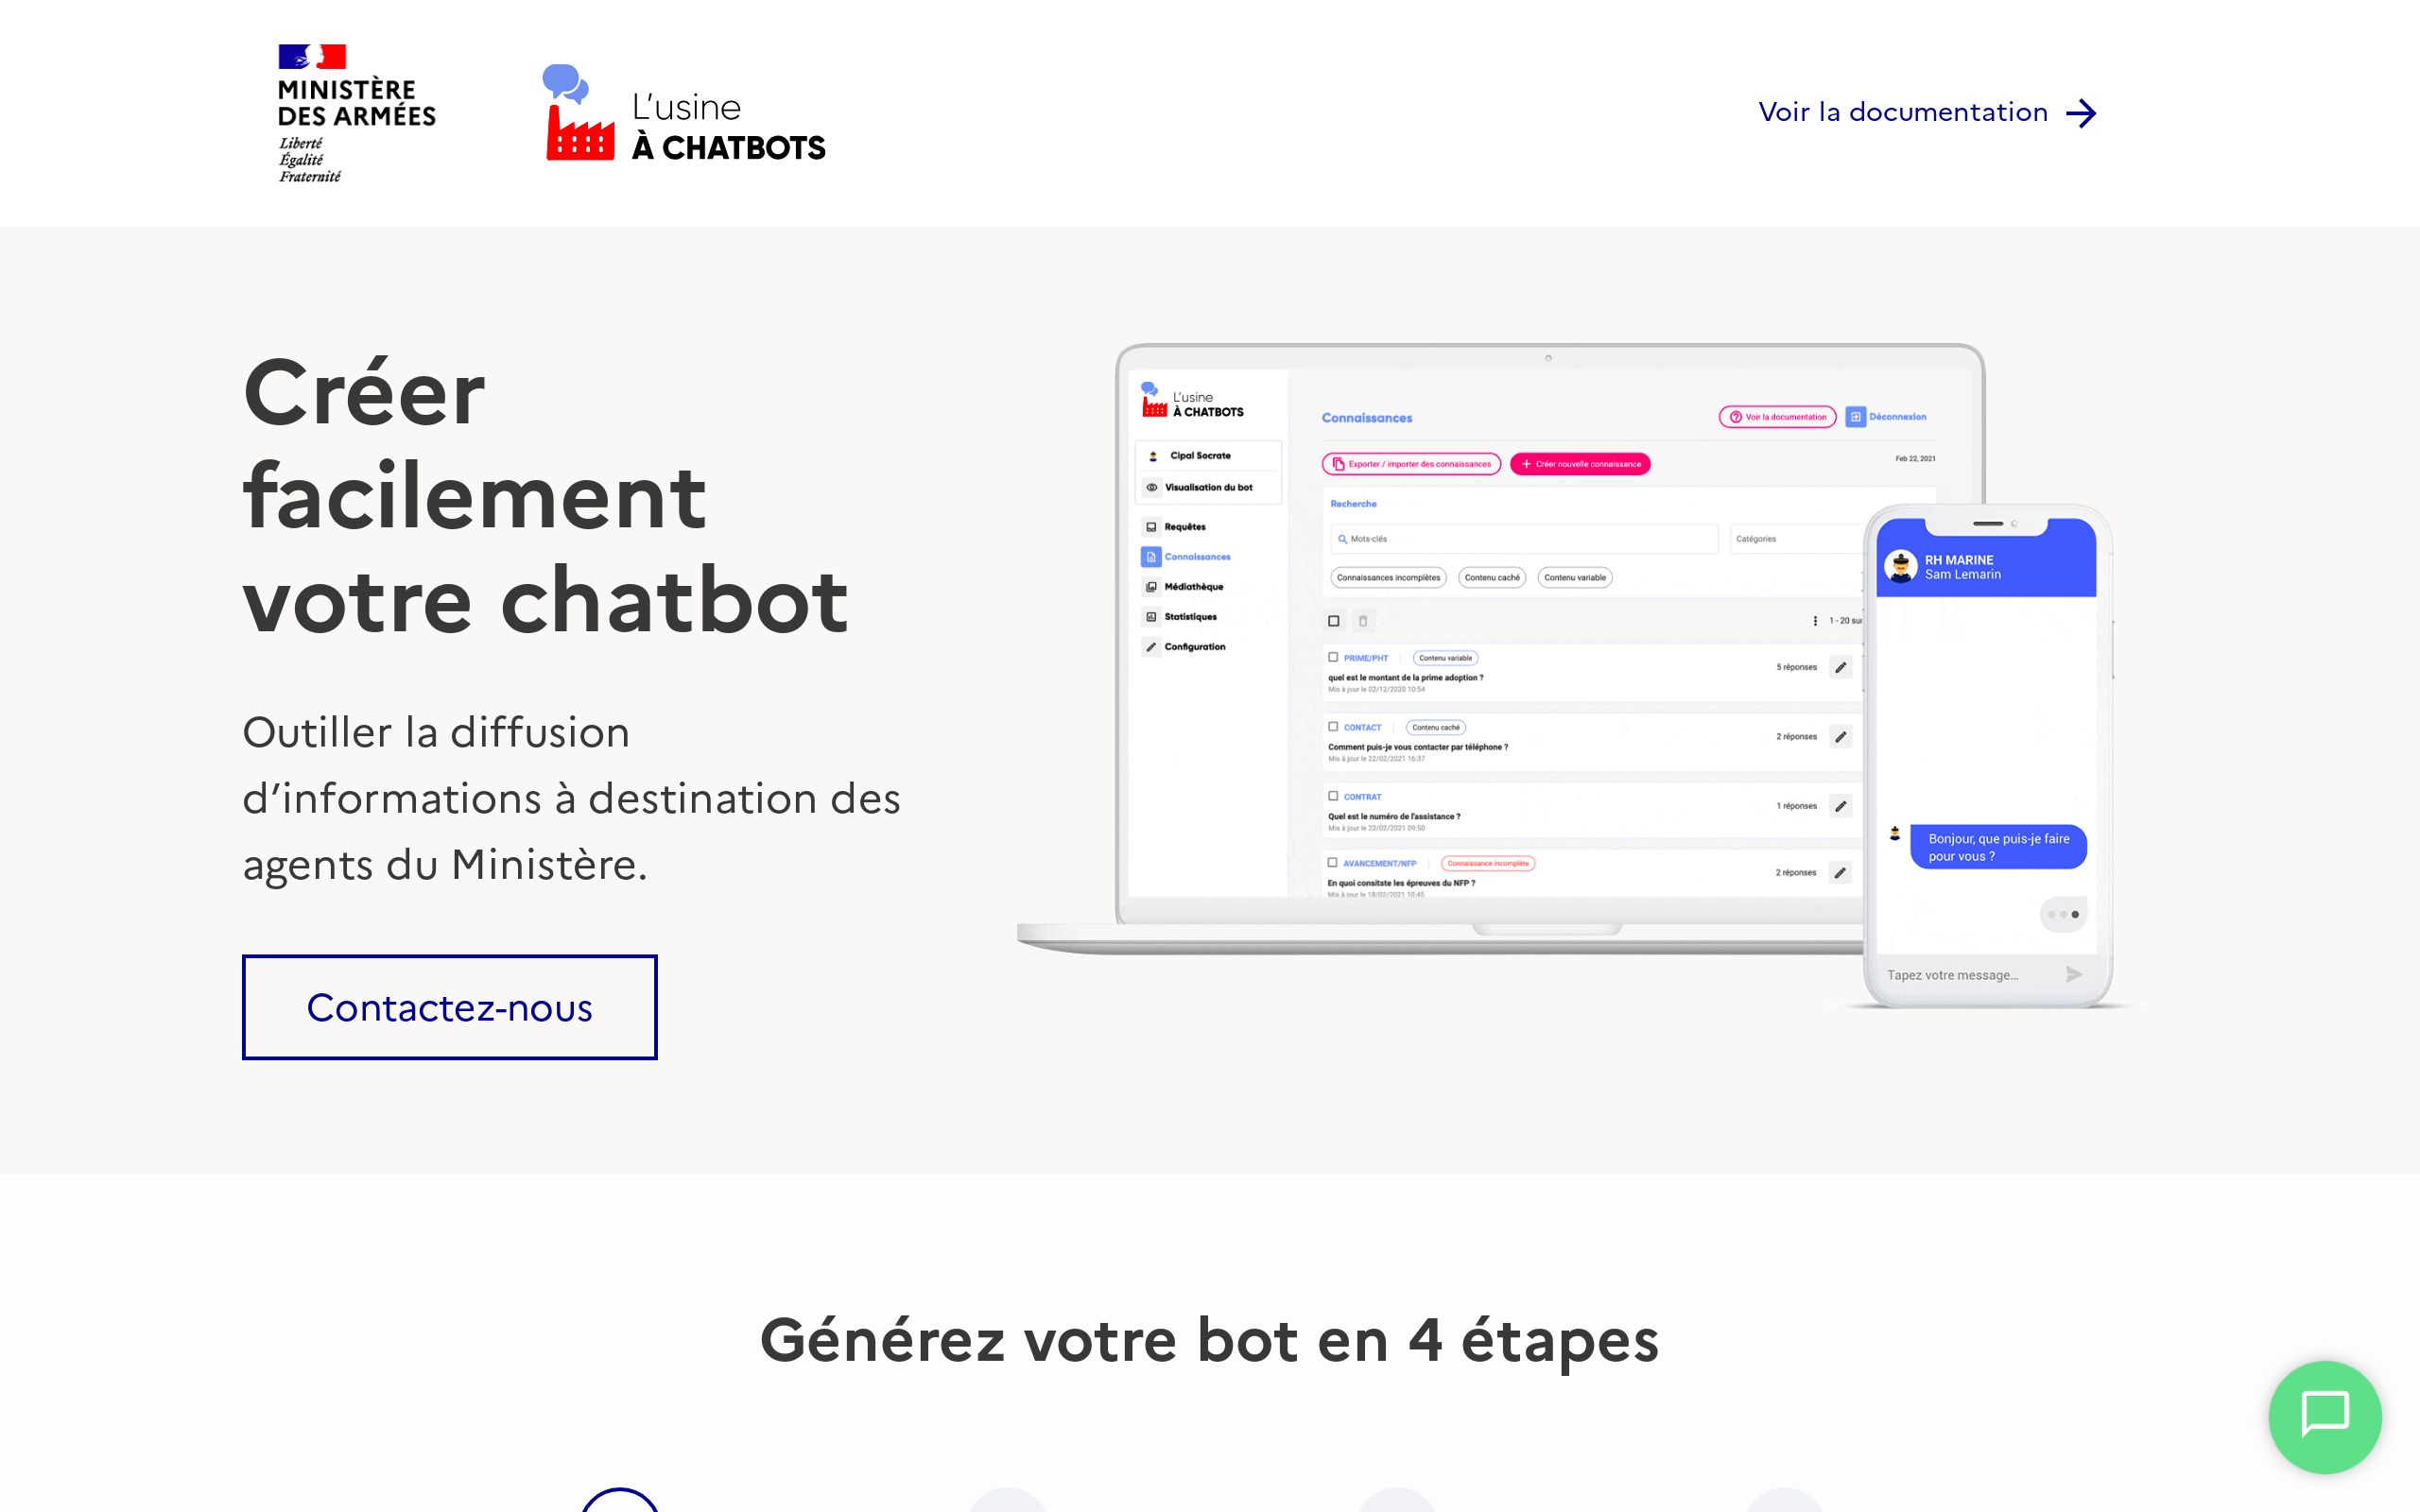 MINISTÈRE
DES ARMÉES
Liberté
Égalité
Fraternité
L'usine
À CHATBOTS
Voir la documentation
Créer
facilement
votre chatbot
Outiller la diffusion
d'informations à destination des
agents du Ministère.
Contactez-nous
L'usine
À CHATBOTS
Cipal Socrate
Visualisation du bot
Requêtes
Connaissances
Médiathèque
Statistiques
Configuration
Connaissances
Voir la documentation
Déconnexion
Exporter / importer des connaissances
Créer nouvelle connaissance
Feb 22, 2021
Recherche
Mots-clés
Catégories
Connaissances incomplètes
Contenu caché
Contenu variable
1 - 20 sur
PRIME/PHT
Contenu variable
quel est le montant de la prime adoption ?
Mis à jour le 02/12/2020 10:54
5 réponses
CONTACT
Contenu caché
Comment puis-je vous contacter par téléphone ?
Mis à jour le 22/02/2021 16:37
2 réponses
CONTRAT
Quel est le numéro de l'assistance ?
Mis à jour le 22/02/2021 09:50
1 réponses
AVANCEMENT/NFP
Connaissance incomplète
En quoi consitste les épreuves du NFP ?
Mis à jour le 18/02/2021 10:45
2 réponses
RH MARINE
Sam Lemarin
Bonjour, que puis-je faire
pour vous ?
Tapez votre message...
Générez votre bot en 4 étapes